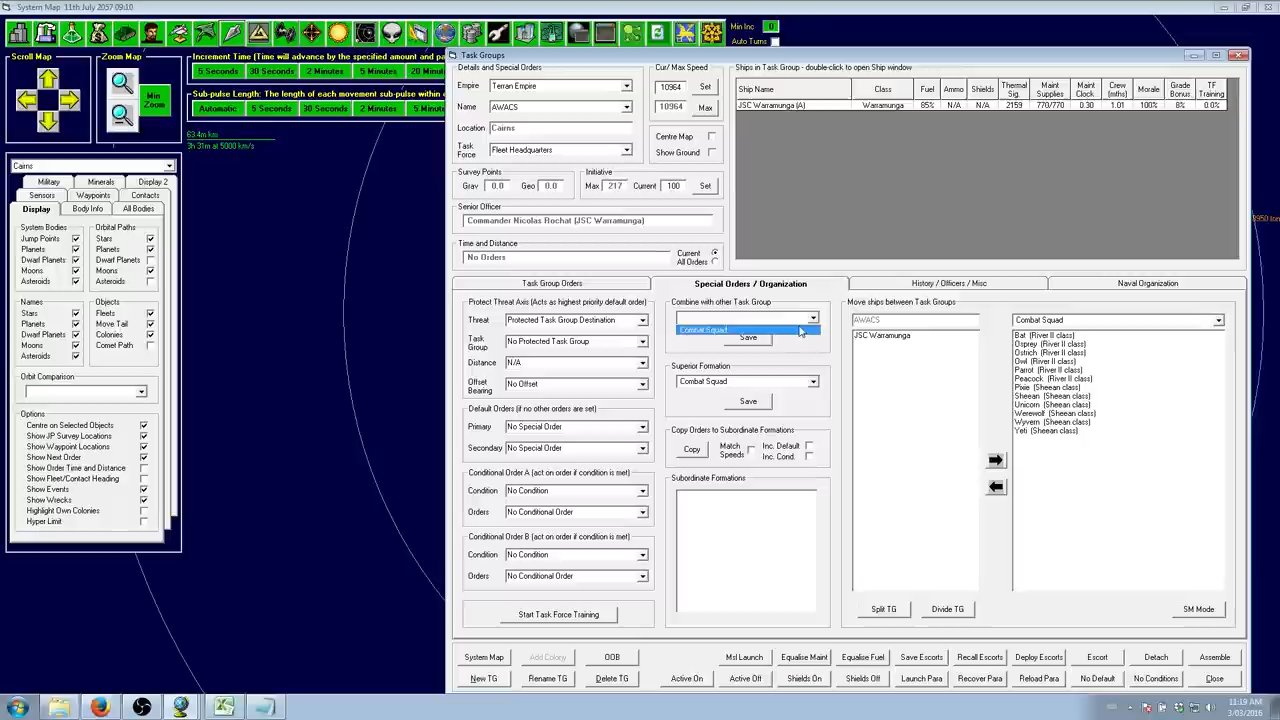 System Map 11th July 2057 09:10
Scroll Map
Zoom Map
Min Zoom
Increment Time (Time will advance by the specified amount and pa
5 Seconds
30 Seconds
2 Minutes
5 Minutes
20 Minute
Sub-pulse Length: The length of each movement subpulse within
Automatic
5 Seconds
30 Seconds
2 Minutes
5 Minut
63.4m km
3h 31m at 5000 km/s
Min Inc
0
Auto Turns
Cairns
Military
Minerals
Display 2
Sensors
Waypoints
Contacts
Display
Body Info
All Bodies
System Bodies
Jump Points
Planets
Dwarf Planets
Moons
Asteroids
Orbital Paths
Stars
Planets
Dwarf Planets
Moons
Asteroids
Names
Stars
Planets
Dwarf Planets
Moons
Asteroids
Objects
Fleets
Move Tail
Colonies
Comet Path
Orbit Comparison
Options
Centre on Selected Objects
Show JP Survey Locations
Show Waypoint Locations
Show Next Order
Show Order Time and Distance
Show Fleet/Contact Heading
Show Events
Show Wrecks
Highlight Own Colonies
Hyper Limit
Task Groups
Details and Special Orders
Empire
Terran Empire
Name
AWACS
Location
Cairns
Task Force
Fleet Headquarters
Cur/ Max Speed
10964
Set
10964
Max
Centre Map
Show Ground
Survey Points
Grav
0.0
Geo
0.0
Initiative
Max
217
Current
100
Set
Senior Officer
Commander Nicolas Rochat (JSC Warramunga)
Time and Distance
No Orders
Current
All Orders
Ships in Task Group - double-click to open Ship window
Ship Name
Class
Fuel
Ammo
Shields
Thermal Sig.
Maint Supplies
Maint Clock
Crew (mths)
Morale
Grade Bonus
TF Training
JSC Warramunga (A)
Warramunga
85%
N/A
N/A
2159
770/770
0.30
1.01
100%
8%
0.0%
Task Group Orders
Special Orders / Organization
History / Officers / Misc
Naval Organization
Protect Threat Axis (Acts as highest priority default order)
Threat
Protected Task Group Destination
Task Group
No Protected Task Group
Distance
N/A
Offset Bearing
No Offset
Default Orders (if no other orders are set)
Primary
No Special Order
Secondary
No Special Order
Conditional Order A (act on order if condition is met)
Condition
No Condition
Orders
No Conditional Order
Conditional Order B (act on order if condition is met)
Condition
No Condition
Orders
No Conditional Order
Start Task Force Training
Combine with other Task Group
Combat Squad
Save
Superior Formation
Combat Squad
Save
Copy Orders to Subordinate Formations
Copy
Match Speeds
Inc. Default
Inc. Cond.
Subordinate Formations
Move ships between Task Groups
AWACS
JSC Warramunga
Combat Squad
Bat (River II class)
Osprey (River II class)
Ostrich (River II class)
Owl (River II class)
Parrot (River II class)
Peacock (River II class)
Pixie (Sheean class)
Sheean (Sheean class)
Unicorn (Sheean class)
Werewolf (Sheean class)
Wyvern (Sheean class)
Yeti (Sheean class)
Split TG
Divide TG
SM Mode
System Map
Add Colony
OOB
Msl Launch
Equalise Maint
Equalise Fuel
Save Escorts
Recall Escorts
Deploy Escorts
Escort
Detach
Assemble
New TG
Rename TG
Delete TG
Active On
Active Off
Shields On
Shields Off
Launch Para
Recover Para
Reload Para
No Default
No Conditions
Close
11:19 AM
3/03/2016